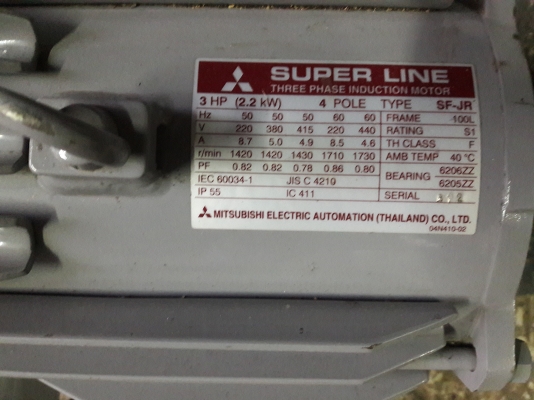 SUPER LINE
THREE PHASE INDUCTION MOTOR
3 HP (2.2 kW) 4 POLE TYPE SF-JR
Hz 50 50 50 60 60 FRAME 100L
V 220 380 415 220 440 RATING S1
A 8.7 5.0 4.9 8.5 4.6 TH CLASS F
r/min 1420 1420 1430 1710 1730 AMB TEMP 40 °C
PF 0.82 0.82 0.78 0.86 0.80 BEARING 6206ZZ
IEC 60034-1 JIS C 4210 6205ZZ
IP 55 IC 411 SERIAL
MITSUBISHI ELECTRIC AUTOMATION (THAILAND) CO., LTD.
04N410-02